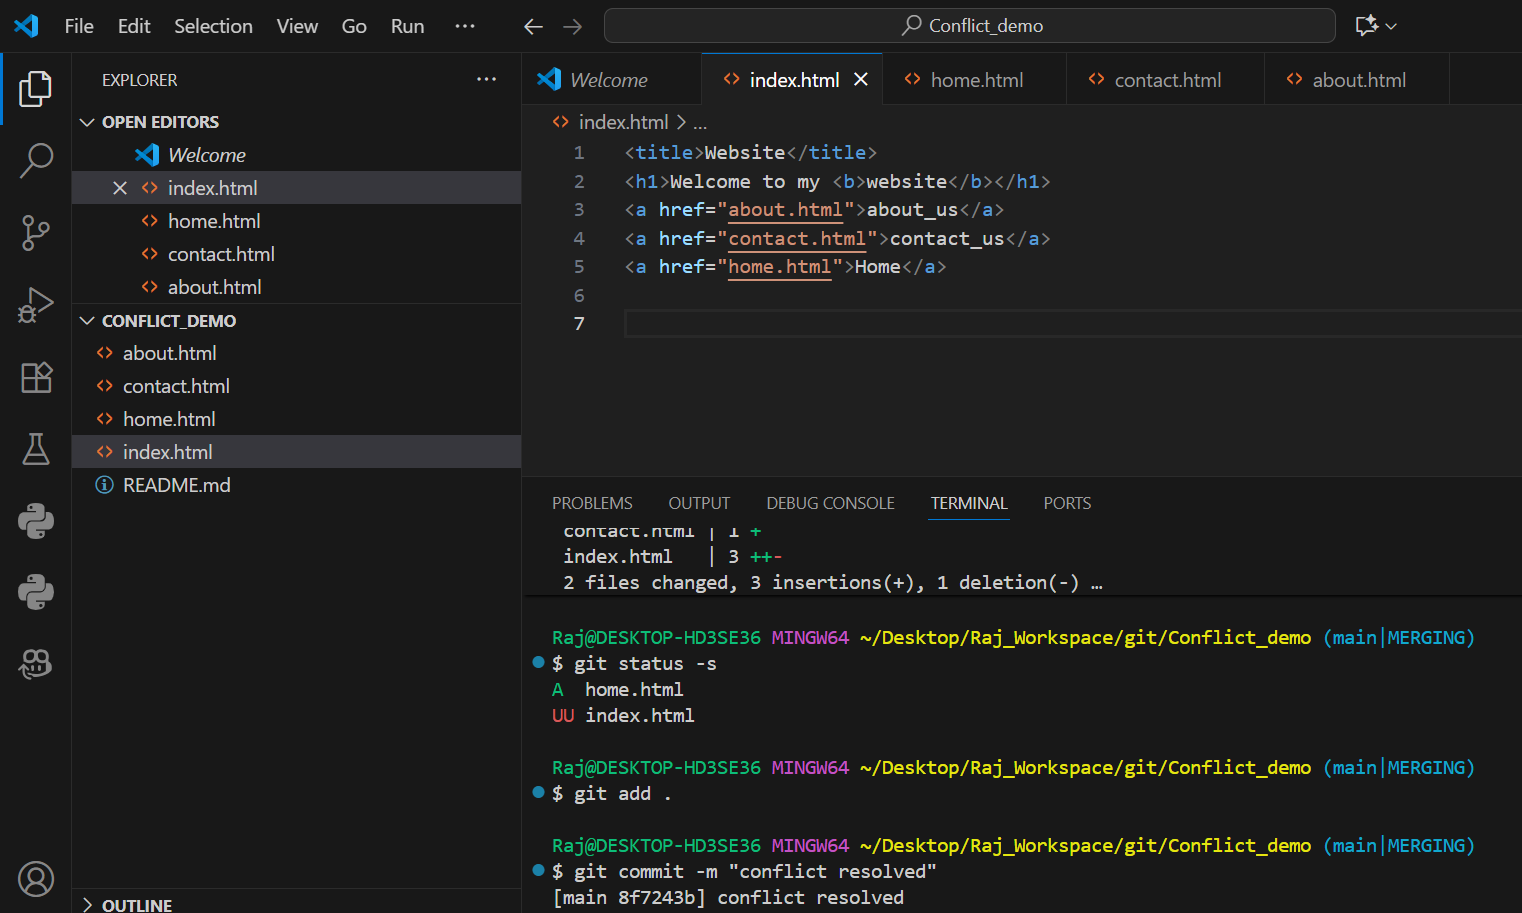 File Edit Selection View Go Run ... Conflict_demo
EXPLORER ...
OPEN EDITORS
Welcome
index.html
home.html
contact.html
about.html
CONFLICT_DEMO
about.html
contact.html
home.html
index.html
README.md
OUTLINE
Welcome index.html home.html contact.html about.html
index.html > ...
1 <title>Website</title>
2 <h1>Welcome to my <b>website</b></h1>
3 <a href="about.html">about_us</a>
4 <a href="contact.html">contact_us</a>
5 <a href="home.html">Home</a>
6
7
PROBLEMS OUTPUT DEBUG CONSOLE TERMINAL PORTS
contact.html | 1 +
index.html | 3 ++-
2 files changed, 3 insertions(+), 1 deletion(-) …
Raj@DESKTOP-HD3SE36 MINGW64 ~/Desktop/Raj_Workspace/git/Conflict_demo (main|MERGING)
$ git status -s
A home.html
UU index.html
Raj@DESKTOP-HD3SE36 MINGW64 ~/Desktop/Raj_Workspace/git/Conflict_demo (main|MERGING)
$ git add .
Raj@DESKTOP-HD3SE36 MINGW64 ~/Desktop/Raj_Workspace/git/Conflict_demo (main|MERGING)
$ git commit -m "conflict resolved"
[main 8f7243b] conflict resolved